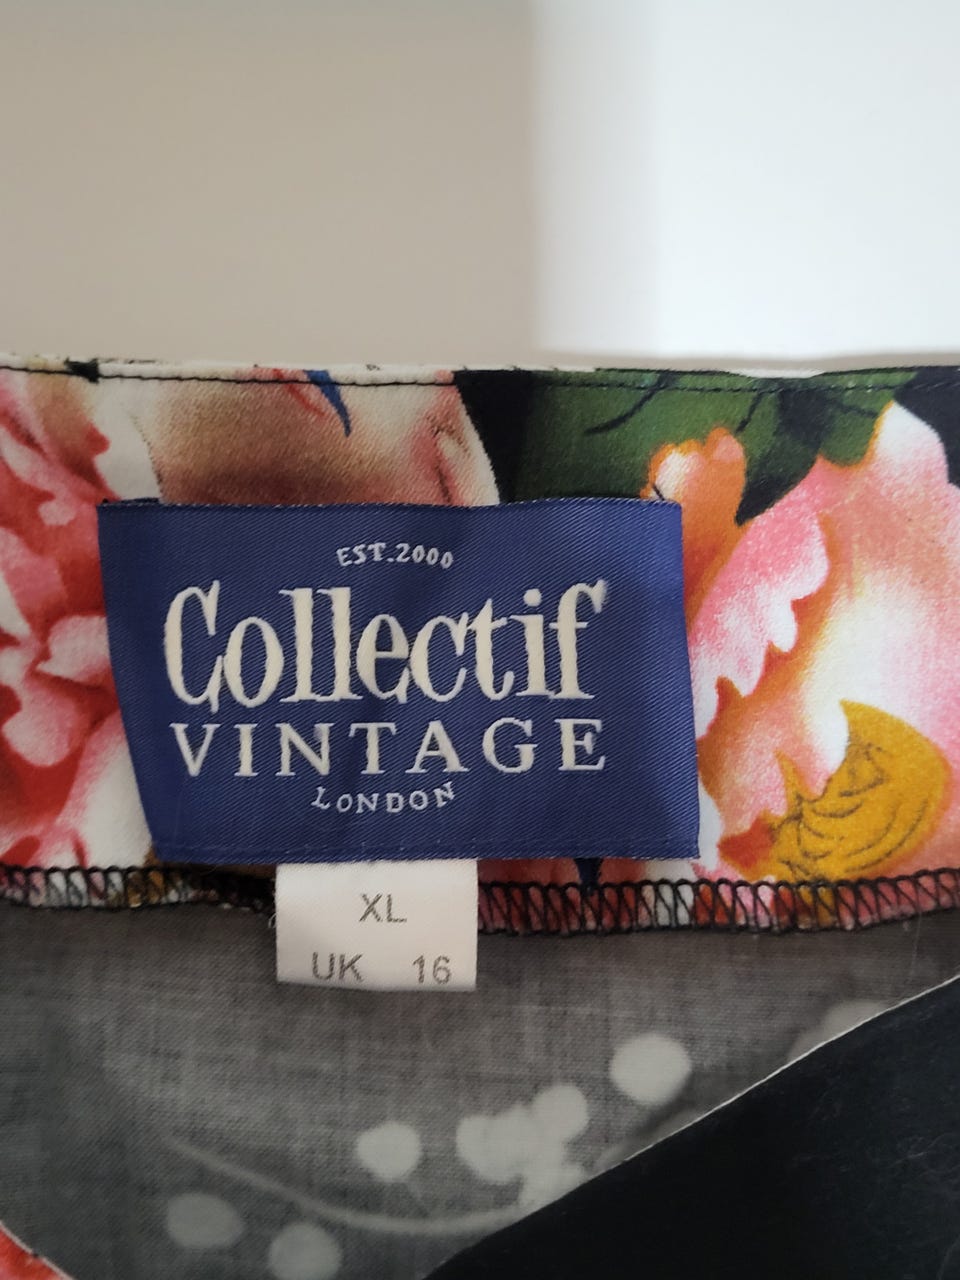 EST.2000
Collectif
VINTAGE
LONDON
XL
UK 16